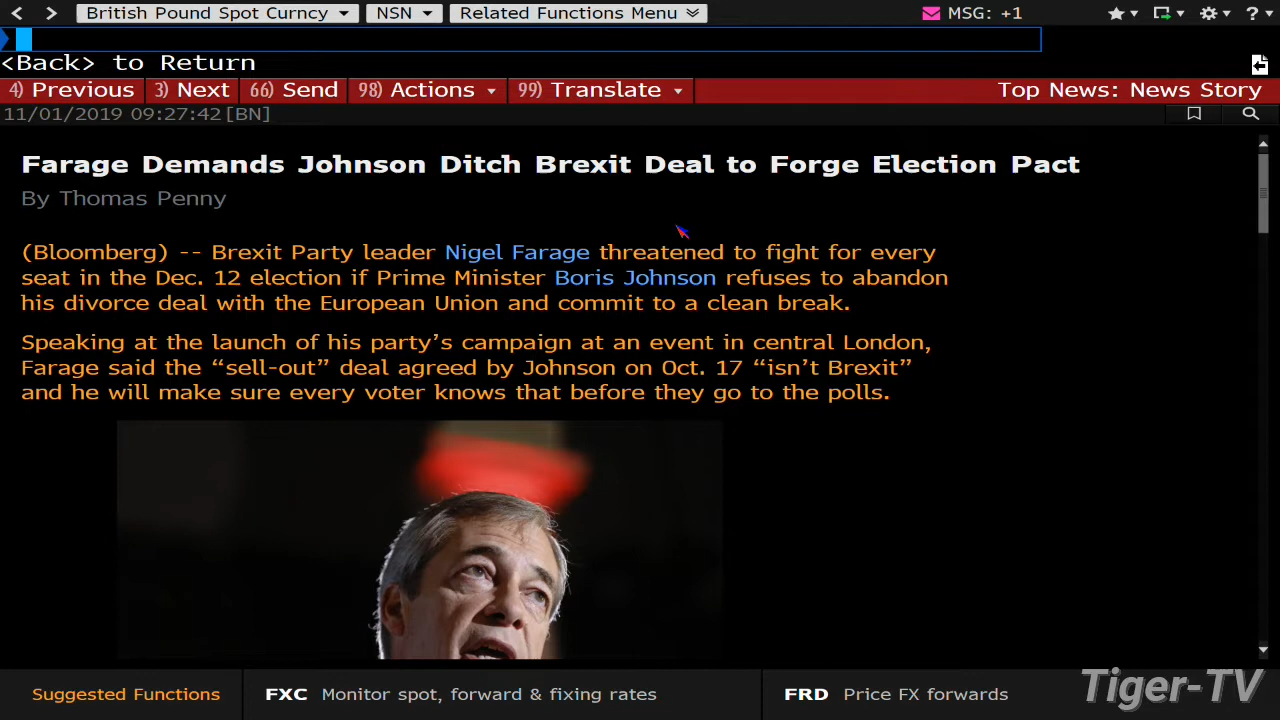 British Pound Spot Curncy NSN Related Functions Menu MSG: +1 ?
<Back> to Return
4) Previous 3) Next 66) Send 98) Actions 99) Translate Top News: News Story
11/01/2019 09:27:42 [BN]
Farage Demands Johnson Ditch Brexit Deal to Forge Election Pact
By Thomas Penny
(Bloomberg) -- Brexit Party leader Nigel Farage threatened to fight for every
seat in the Dec. 12 election if Prime Minister Boris Johnson refuses to abandon
his divorce deal with the European Union and commit to a clean break.
Speaking at the launch of his party’s campaign at an event in central London,
Farage said the “sell-out” deal agreed by Johnson on Oct. 17 “isn’t Brexit”
and he will make sure every voter knows that before they go to the polls.
Suggested Functions FXC Monitor spot, forward & fixing rates FRD Price FX forwards
Tiger-TV